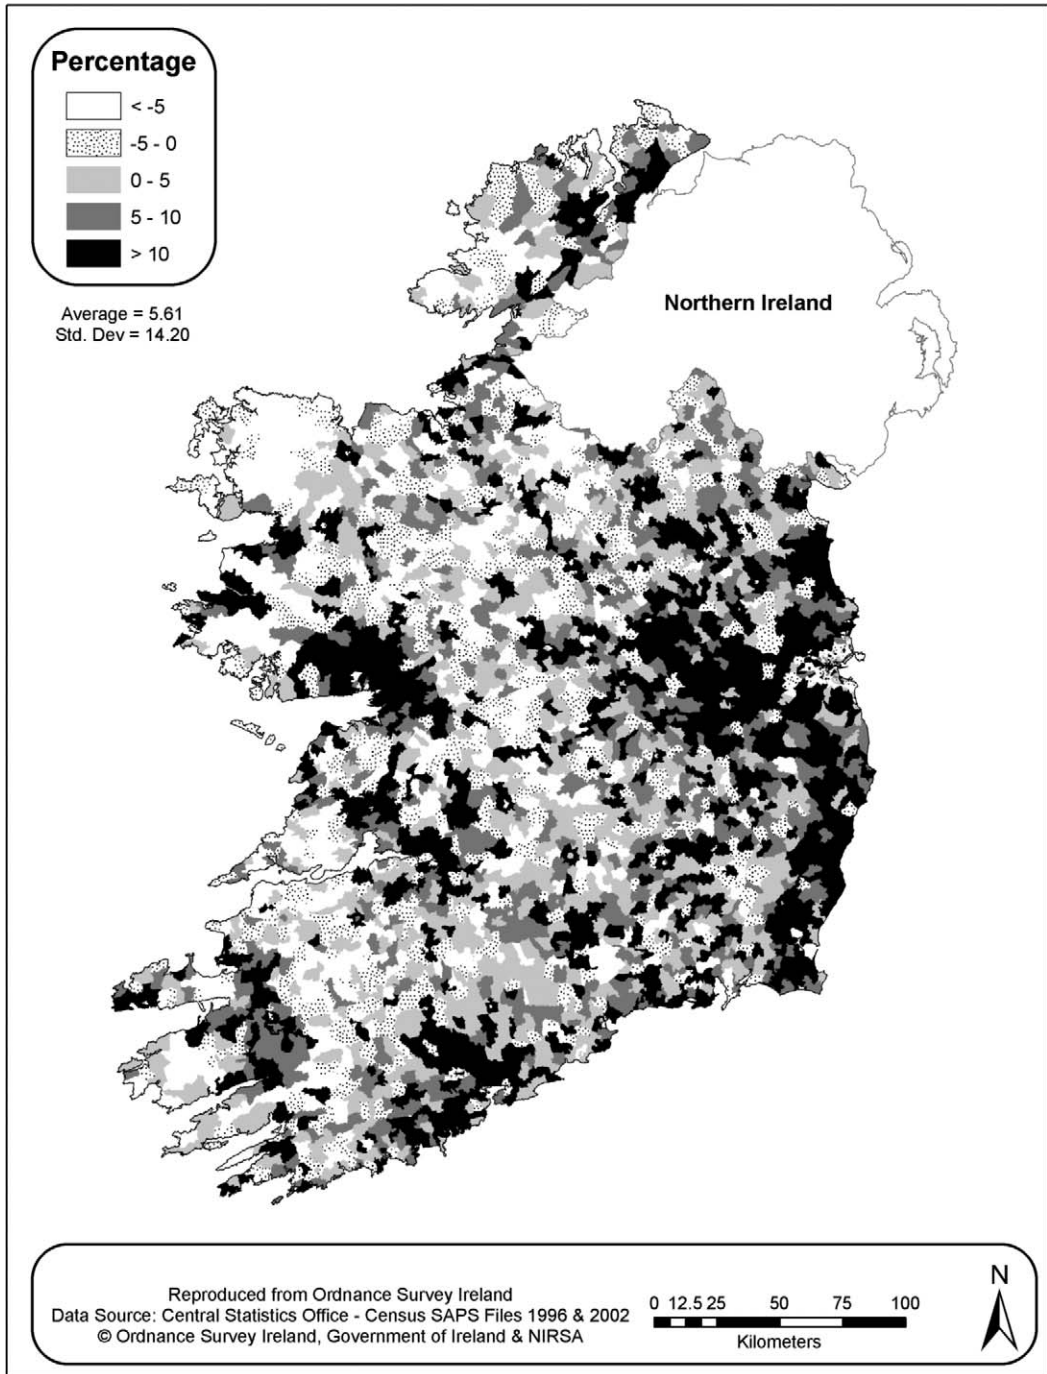 Percentage
< -5
-5 - 0
0 - 5
5 - 10
> 10
Average = 5.61
Std. Dev = 14.20
Northern Ireland
Reproduced from Ordnance Survey Ireland
Data Source: Central Statistics Office - Census SAPS Files 1996 & 2002
© Ordnance Survey Ireland, Government of Ireland & NIRSA
0 12.5 25 50 75 100
Kilometers
N